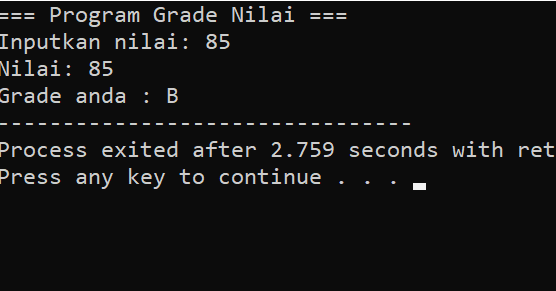 === Program Grade Nilai ===
Inputkan nilai: 85
Nilai: 85
Grade anda : B
--------------------------------
Process exited after 2.759 seconds with ret
Press any key to continue . . .